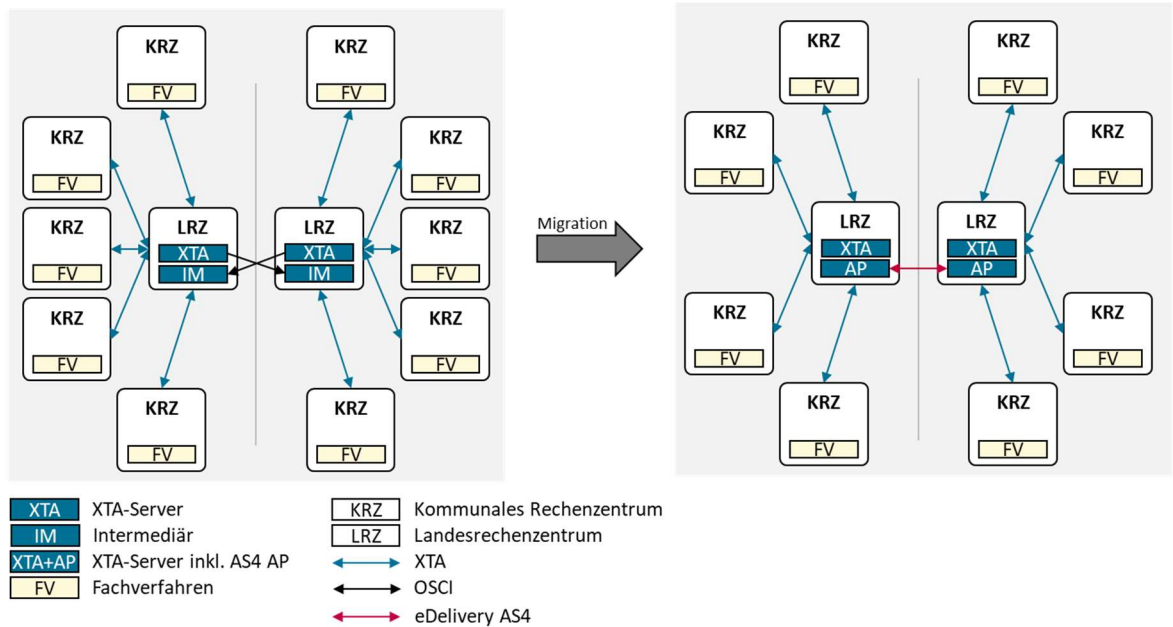 KRZ
FV
KRZ
FV
KRZ
FV
KRZ
FV
KRZ
FV
KRZ
FV
KRZ
FV
KRZ
FV
KRZ
FV
KRZ
FV
LRZ
XTA
IM
LRZ
XTA
IM
Migration
KRZ
FV
KRZ
FV
KRZ
FV
KRZ
FV
LRZ
XTA
AP
LRZ
XTA
AP
KRZ
FV
KRZ
FV
KRZ
FV
KRZ
FV
XTA XTA-Server
IM Intermediär
XTA+AP XTA-Server inkl. AS4 AP
FV Fachverfahren
KRZ Kommunales Rechenzentrum
LRZ Landesrechenzentrum
XTA
OSCI
eDelivery AS4